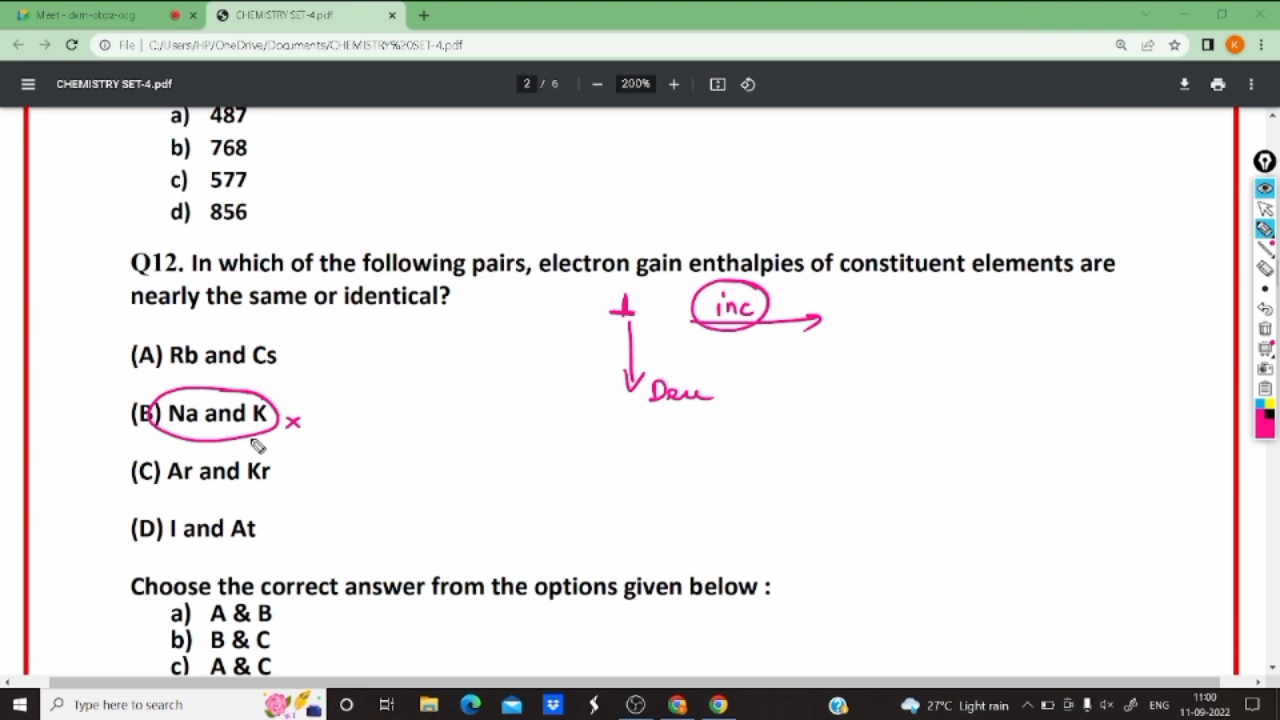 Meet - dxm-obpz-ocg
CHEMISTRY SET-4.pdf
File | C:/Users/HP/OneDrive/Documents/CHEMISTRY%20SET-4.pdf
K
CHEMISTRY SET-4.pdf
2 / 6
200%
a) 487
b) 768
c) 577
d) 856
Q12. In which of the following pairs, electron gain enthalpies of constituent elements are
nearly the same or identical?
inc
(A) Rb and Cs
(B) Na and K
(C) Ar and Kr
(D) I and At
Choose the correct answer from the options given below :
a) A & B
b) B & C
c) A & C
Type here to search
27°C Light rain
ENG
11:00
11-09-2022